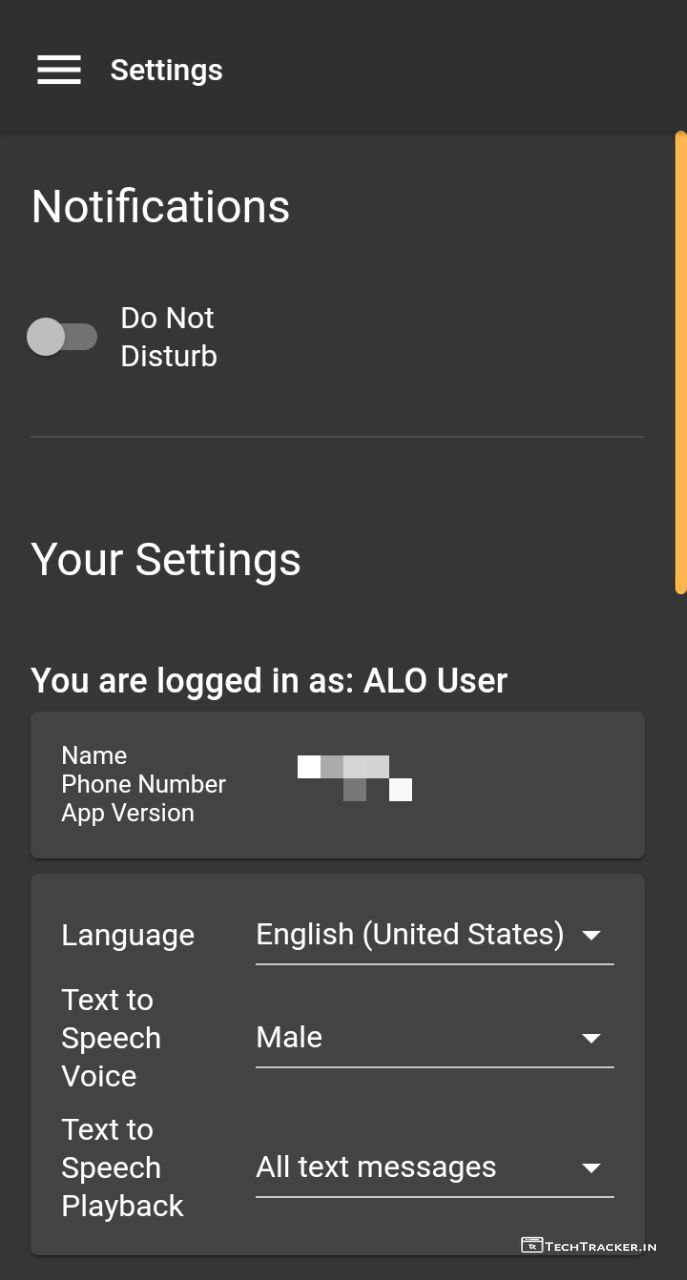 Settings
Notifications
Do Not
Disturb
Your Settings
You are logged in as: ALO User
Name
Phone Number
App Version
Language
English (United States)
Text to
Speech
Voice
Male
Text to
Speech
Playback
All text messages
TECHTRACKER.IN